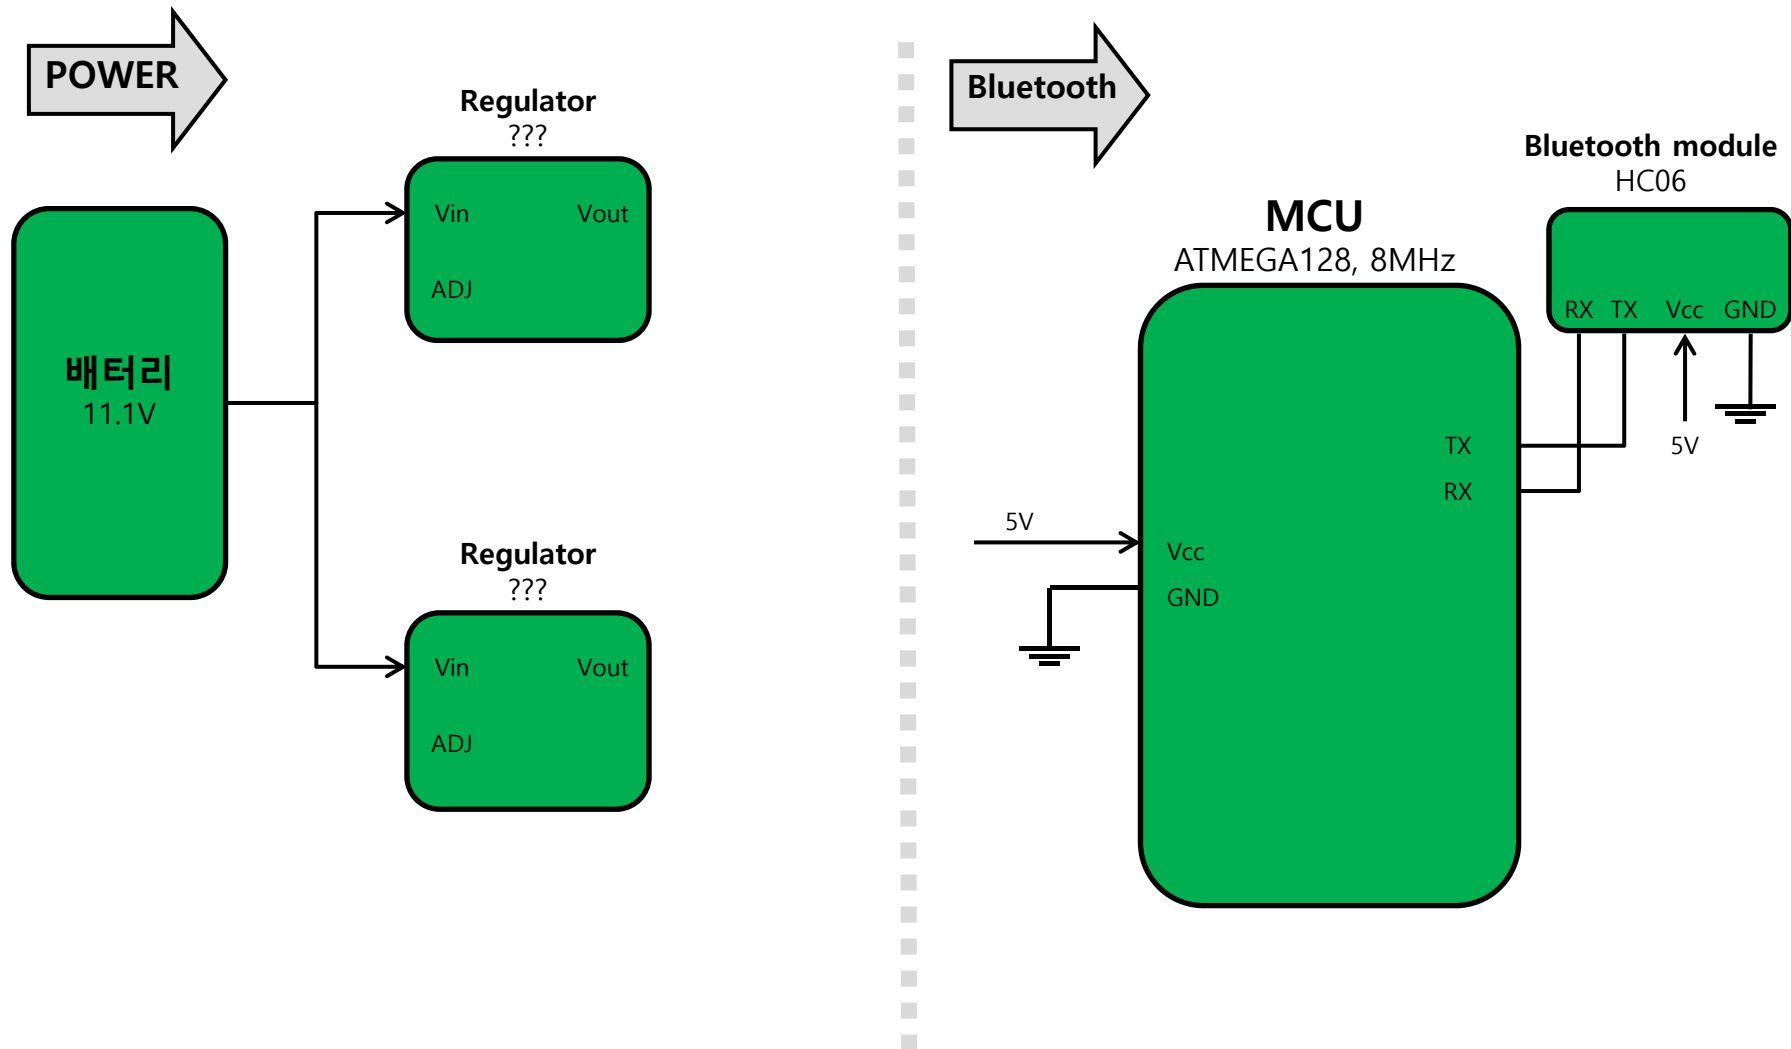 POWER
Regulator
???
Vin Vout
ADJ
배터리
11.1V
Regulator
???
Vin Vout
ADJ
Bluetooth
Bluetooth module
HC06
RX TX Vcc GND
5V
MCU
ATMEGA128, 8MHz
TX
RX
5V
Vcc
GND